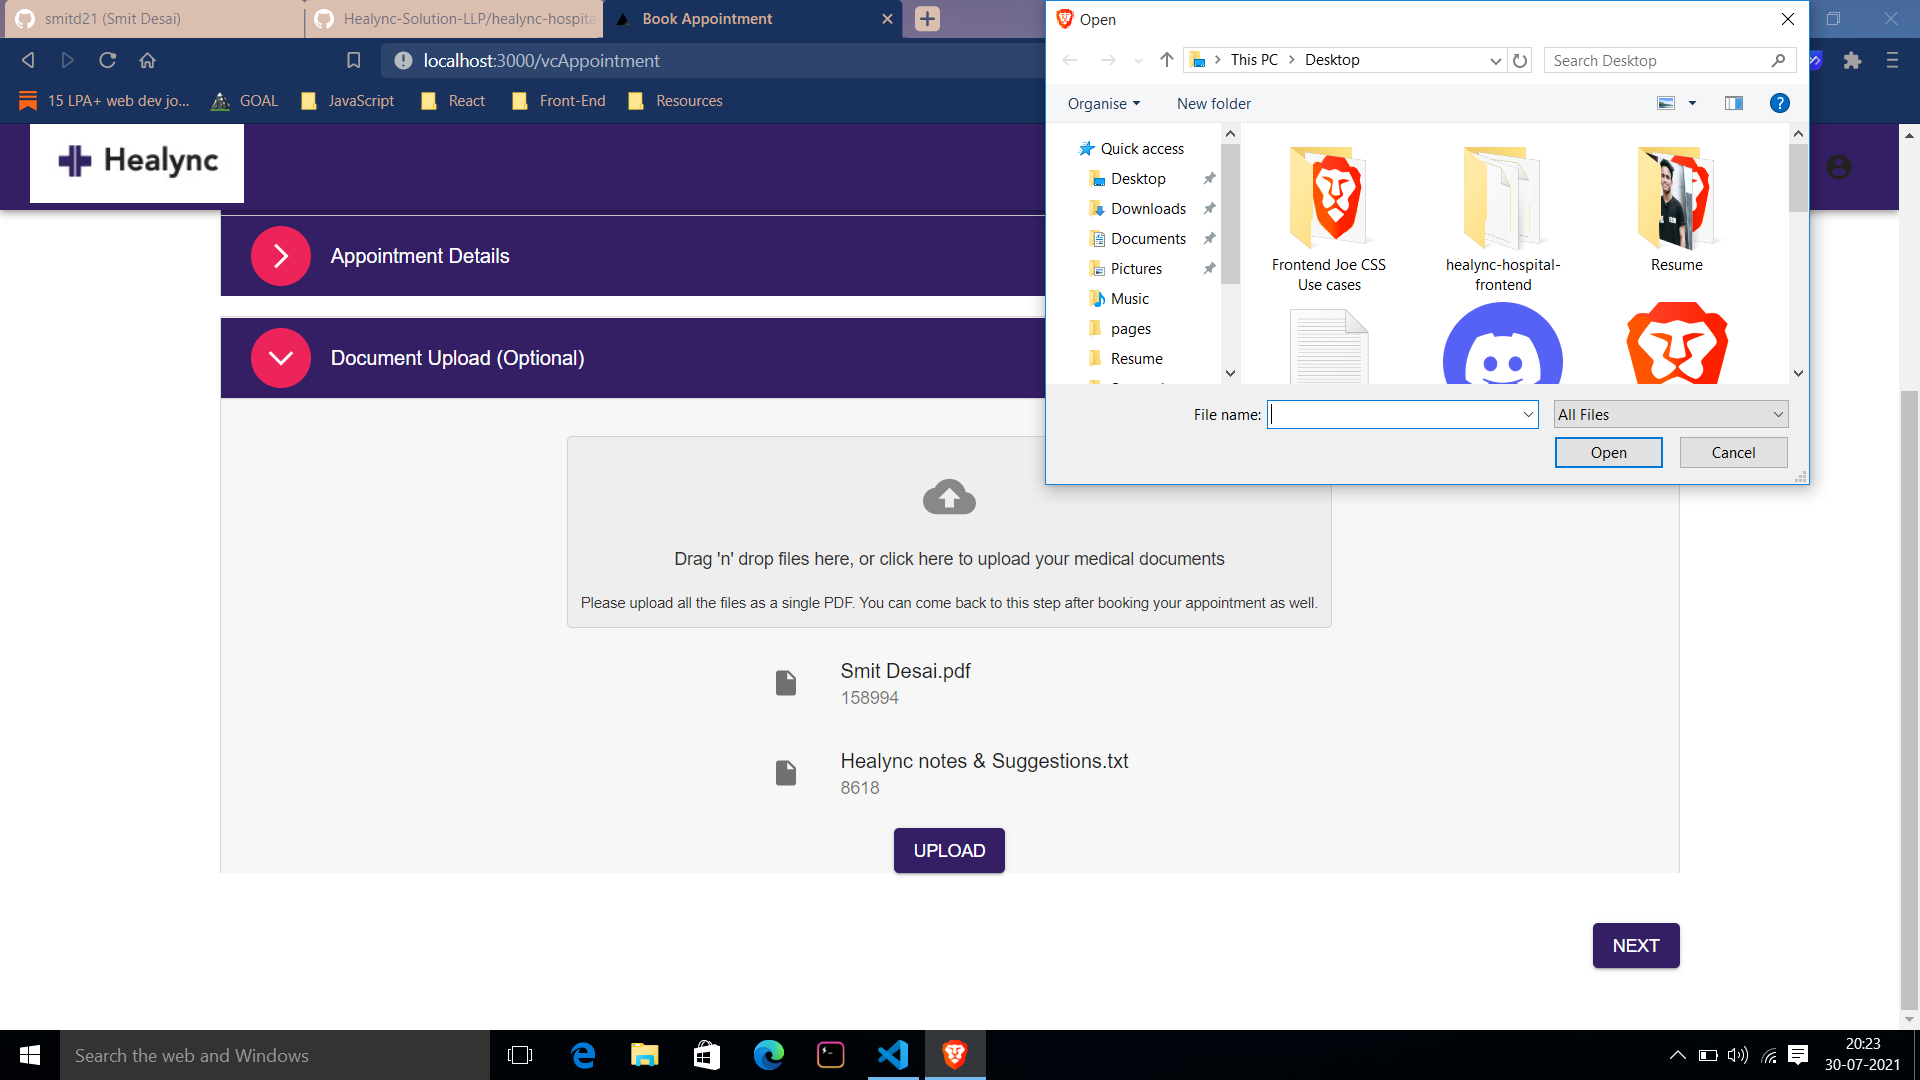 smitd21 (Smit Desai)
Healync-Solution-LLP/healync-hospita
Book Appointment
localhost:3000/vcAppointment
15 LPA+ web dev jo...
GOAL
JavaScript
React
Front-End
Resources
Healync
Appointment Details
Document Upload (Optional)
Drag 'n' drop files here, or click here to upload your medical documents
Please upload all the files as a single PDF. You can come back to this step after booking your appointment as well.
Smit Desai.pdf
158994
Healync notes & Suggestions.txt
8618
UPLOAD
NEXT
Open
This PC
Desktop
Search Desktop
Organise
New folder
Quick access
Desktop
Downloads
Documents
Pictures
Music
pages
Resume
Frontend Joe CSS
Use cases
healync-hospital-
frontend
Resume
File name:
All Files
Open
Cancel
Search the web and Windows
20:23
30-07-2021